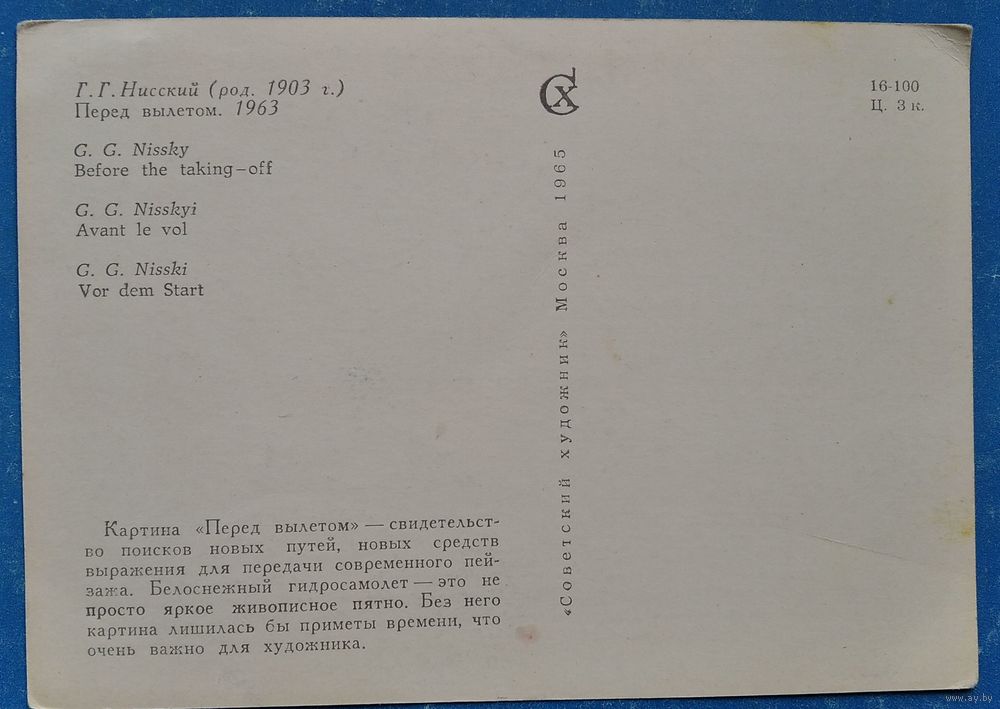 Г. Г. Нисский (род. 1903 г.)
Перед вылетом. 1963
G. G. Nissky
Before the taking-off
G. G. Nisskyi
Avant le vol
G. G. Nisski
Vor dem Start
Картина «Перед вылетом» — свидетельст-
во поисков новых путей, новых средств
выражения для передачи современного пей-
зажа. Белоснежный гидросамолет — это не
просто яркое живописное пятно. Без него
картина лишилась бы приметы времени, что
очень важно для художника.
СХ
«Советский художник» Москва 1965
16-100
Ц. 3 к.
www.ay.by